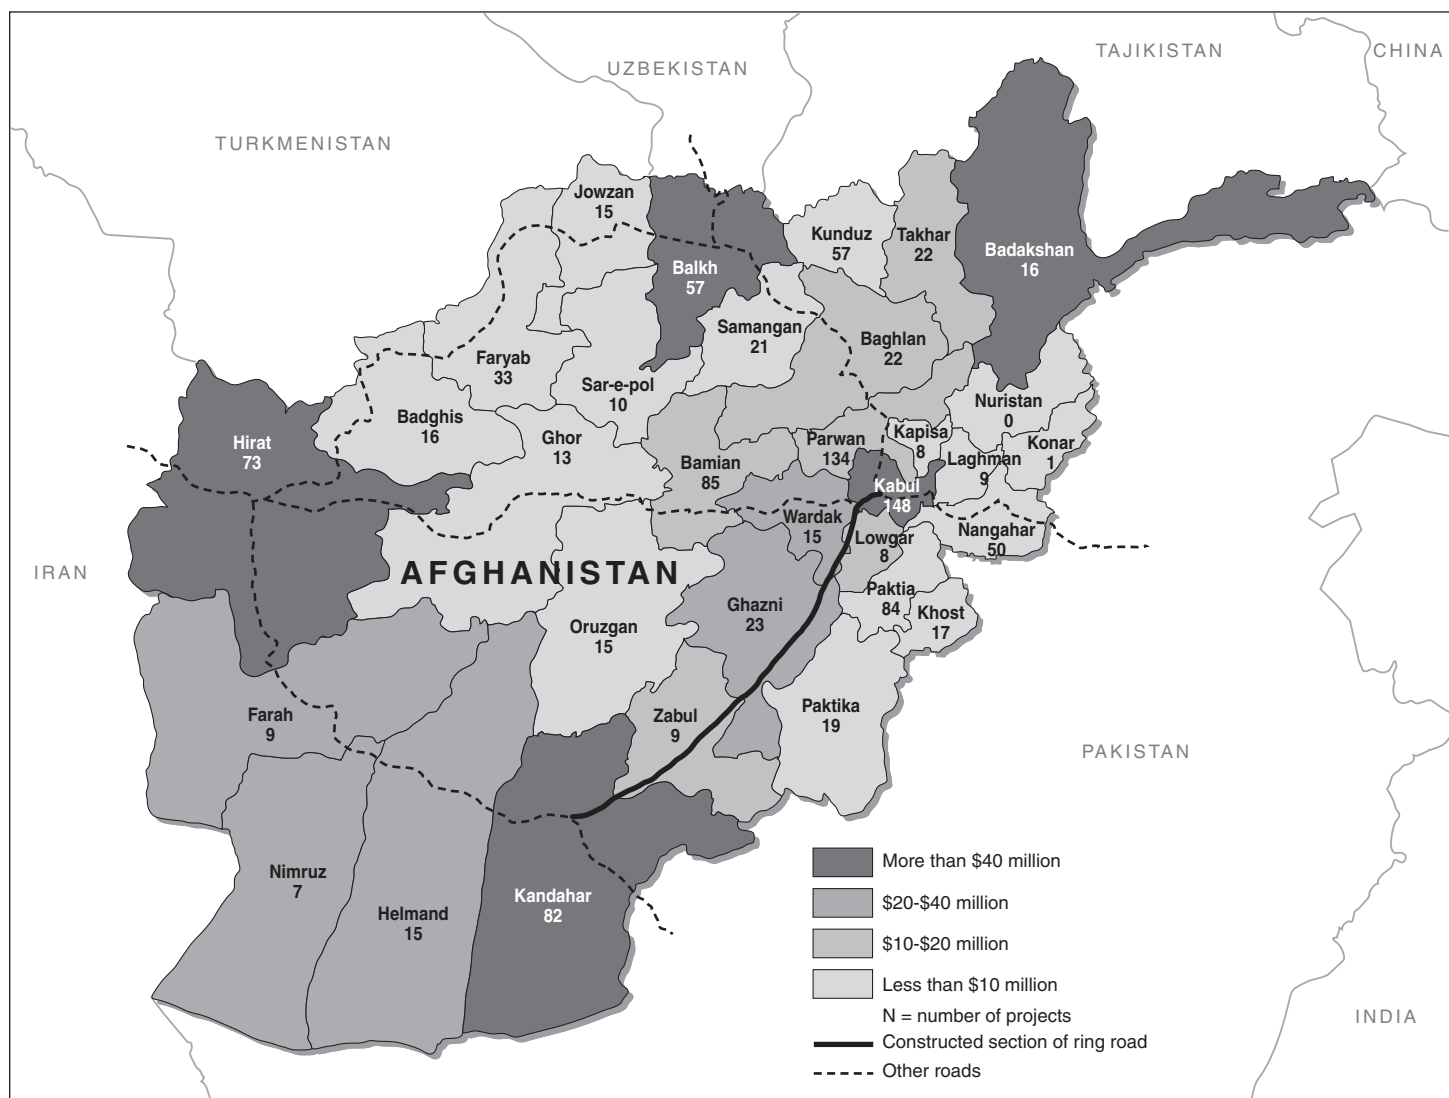 TAJIKISTAN
CHINA
UZBEKISTAN
TURKMENISTAN
Jowzan
15
Kunduz
57
Takhar
22
Badakshan
16
Balkh
57
Samangan
21
Baghlan
22
Faryab
33
Sar-e-pol
10
Nuristan
0
Badghis
16
Hirat
73
Ghor
13
Parwan
134
Kapisa
8
Konar
1
Laghman
9
Bamian
85
Kabul
148
Wardak
15
Lowgar
8
Nangahar
50
IRAN
AFGHANISTAN
Ghazni
23
Paktia
84
Khost
17
Oruzgan
15
Farah
9
Zabul
9
Paktika
19
PAKISTAN
Nimruz
7
Helmand
15
Kandahar
82
More than $40 million
$20-$40 million
$10-$20 million
Less than $10 million
N = number of projects
Constructed section of ring road
Other roads
INDIA